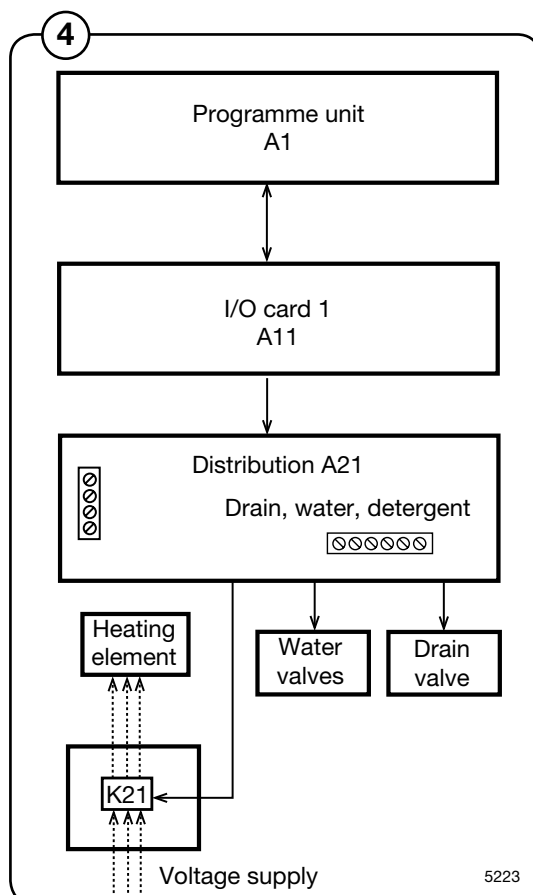 4
Programme unit
A1
I/O card 1
A11
Distribution A21
Drain, water, detergent
Heating
element
Water
valves
Drain
valve
K21
Voltage supply
5223